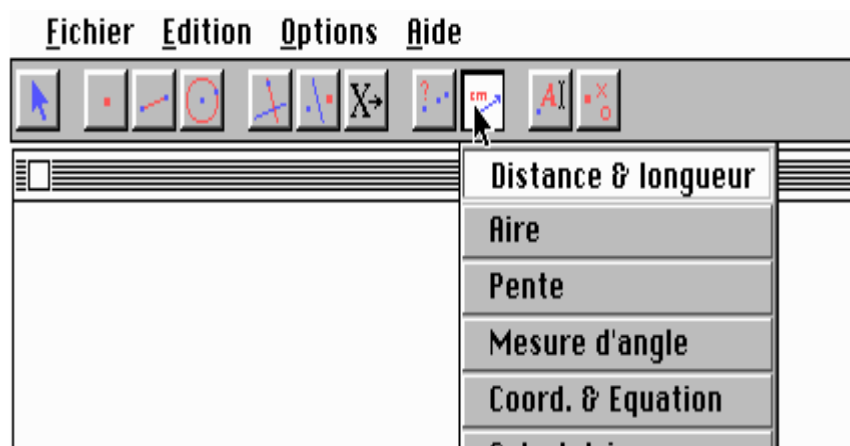 Fichier Edition Options Aide
X ? cm A X
Distance & longueur
Aire
Pente
Mesure d'angle
Coord. & Equation